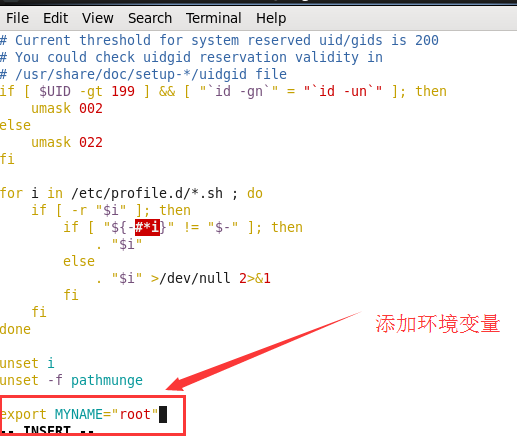 File Edit View Search Terminal Help
# Current threshold for system reserved uid/gids is 200
# You could check uidgid reservation validity in
# /usr/share/doc/setup-*/uidgid file
if [ $UID -gt 199 ] && [ "`id -gn`" = "`id -un`" ]; then
    umask 002
else
    umask 022
fi
for i in /etc/profile.d/*.sh ; do
    if [ -r "$i" ]; then
        if [ "${-#*i}" != "$-" ]; then
            . "$i"
        else
            . "$i" >/dev/null 2>&1
        fi
    fi
done
添加环境变量
unset i
unset -f pathmunge
export MYNAME="root"
-- INSERT --